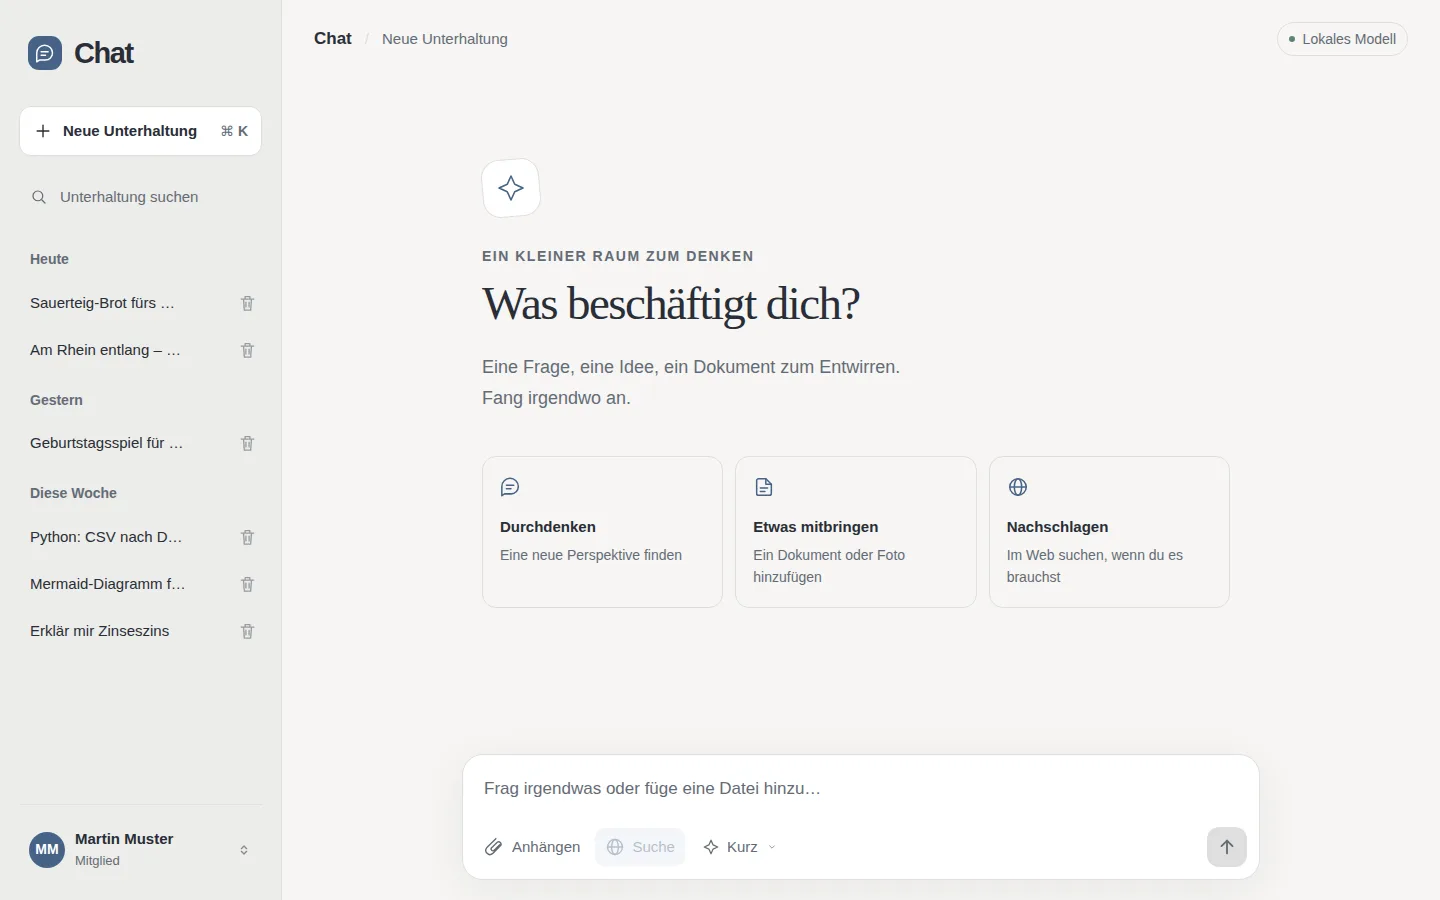 Chat
Neue Unterhaltung ⌘ K
Unterhaltung suchen
Heute
Sauerteig-Brot fürs …
Am Rhein entlang – …
Gestern
Geburtstagsspiel für …
Diese Woche
Python: CSV nach D…
Mermaid-Diagramm f…
Erklär mir Zinseszins
MM
Martin Muster
Mitglied
Chat / Neue Unterhaltung
Lokales Modell
EIN KLEINER RAUM ZUM DENKEN
Was beschäftigt dich?
Eine Frage, eine Idee, ein Dokument zum Entwirren.
Fang irgendwo an.
Durchdenken
Eine neue Perspektive finden
Etwas mitbringen
Ein Dokument oder Foto
hinzufügen
Nachschlagen
Im Web suchen, wenn du es
brauchst
Frag irgendwas oder füge eine Datei hinzu…
Anhängen Suche Kurz